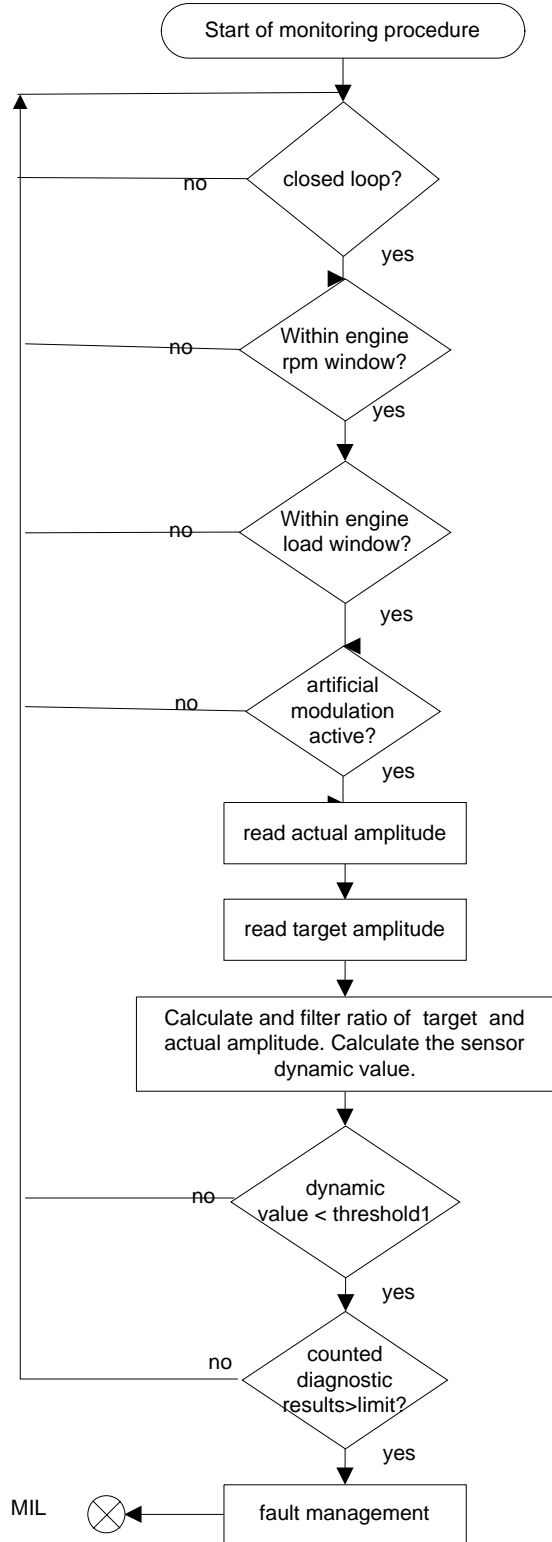 Start of monitoring procedure
closed loop?
no
yes
Within engine
rpm window?
no
yes
Within engine
load window?
no
yes
artificial
modulation
active?
no
yes
read actual amplitude
read target amplitude
Calculate and filter ratio of target and
actual amplitude. Calculate the sensor
dynamic value.
dynamic
value < threshold1
no
yes
counted
diagnostic
results>limit?
no
yes
MIL
fault management